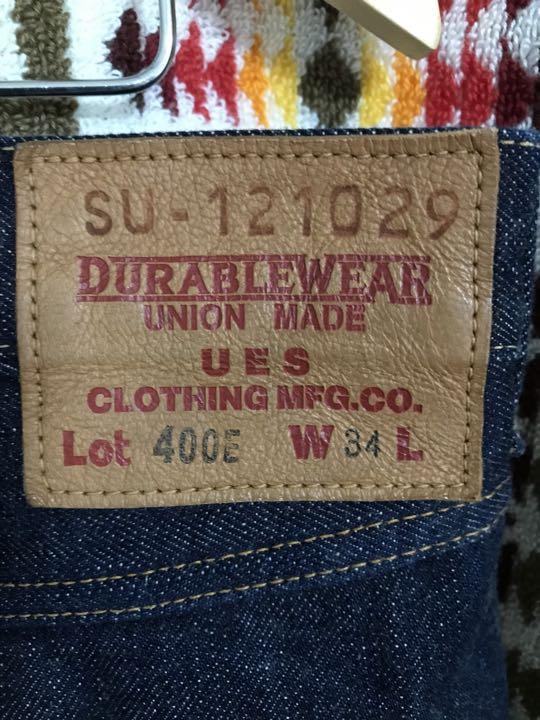 SU-121029
DURABLEWEAR
UNION MADE
UES
CLOTHING MFG.CO.
Lot 400E W 34 L